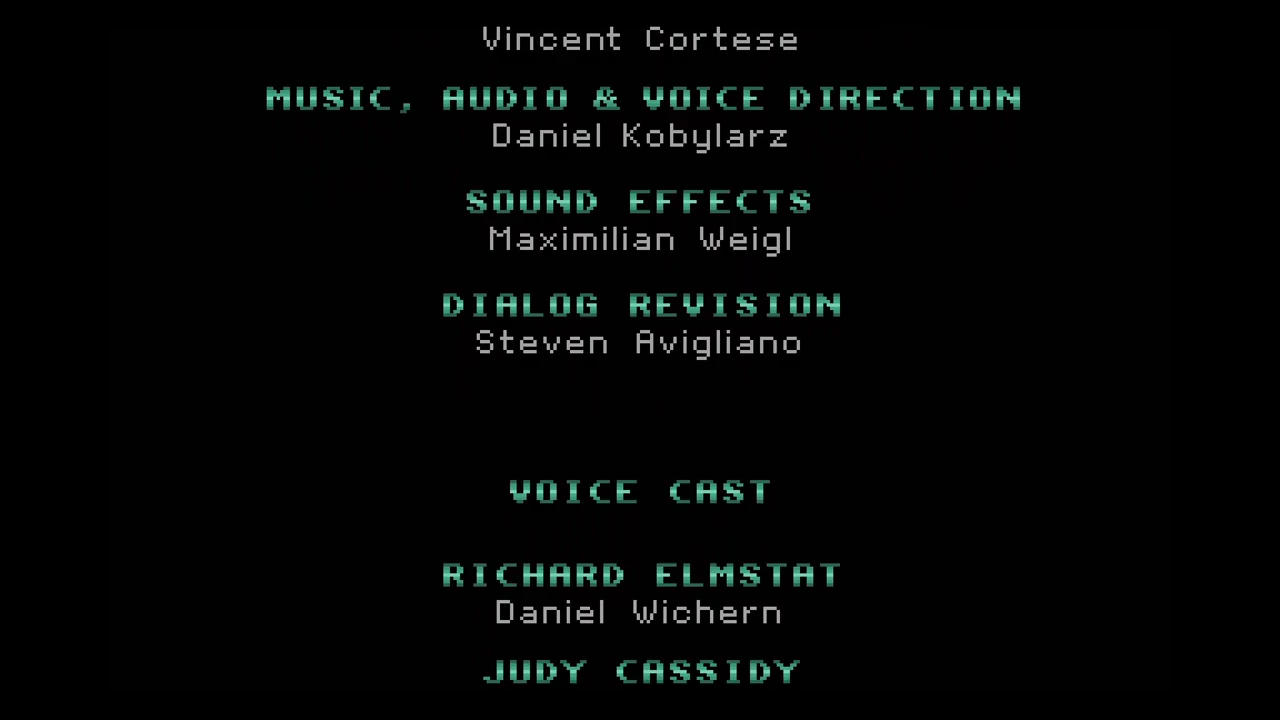 Vincent Cortese
MUSIC, AUDIO & VOICE DIRECTION
Daniel Kobylarz
SOUND EFFECTS
Maximilian Weigl
DIALOG REVISION
Steven Avigliano
VOICE CAST
RICHARD ELMSTAT
Daniel Wichern
JUDY CASSIDY